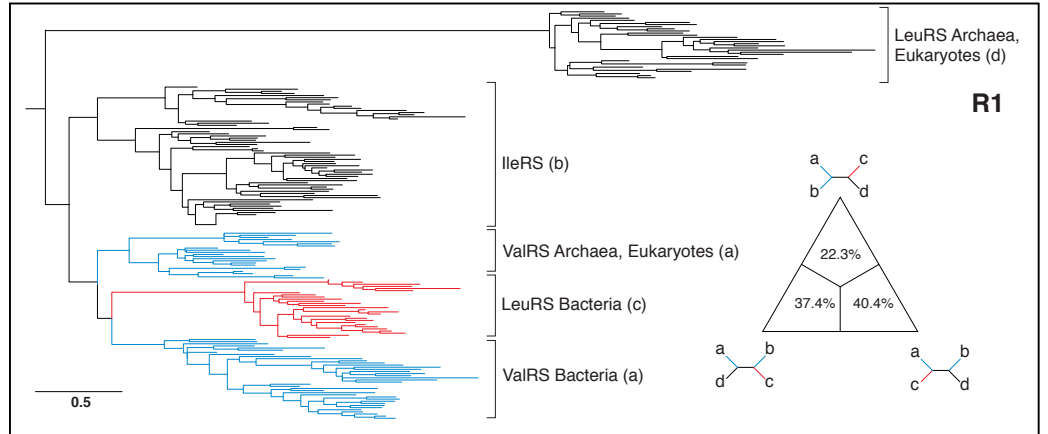 LeuRS Archaea,
Eukaryotes (d)
R1
IleRS (b)
ValRS Archaea, Eukaryotes (a)
LeuRS Bacteria (c)
ValRS Bacteria (a)
0.5
a c
b d
22.3%
37.4% 40.4%
a b
d c
a b
c d